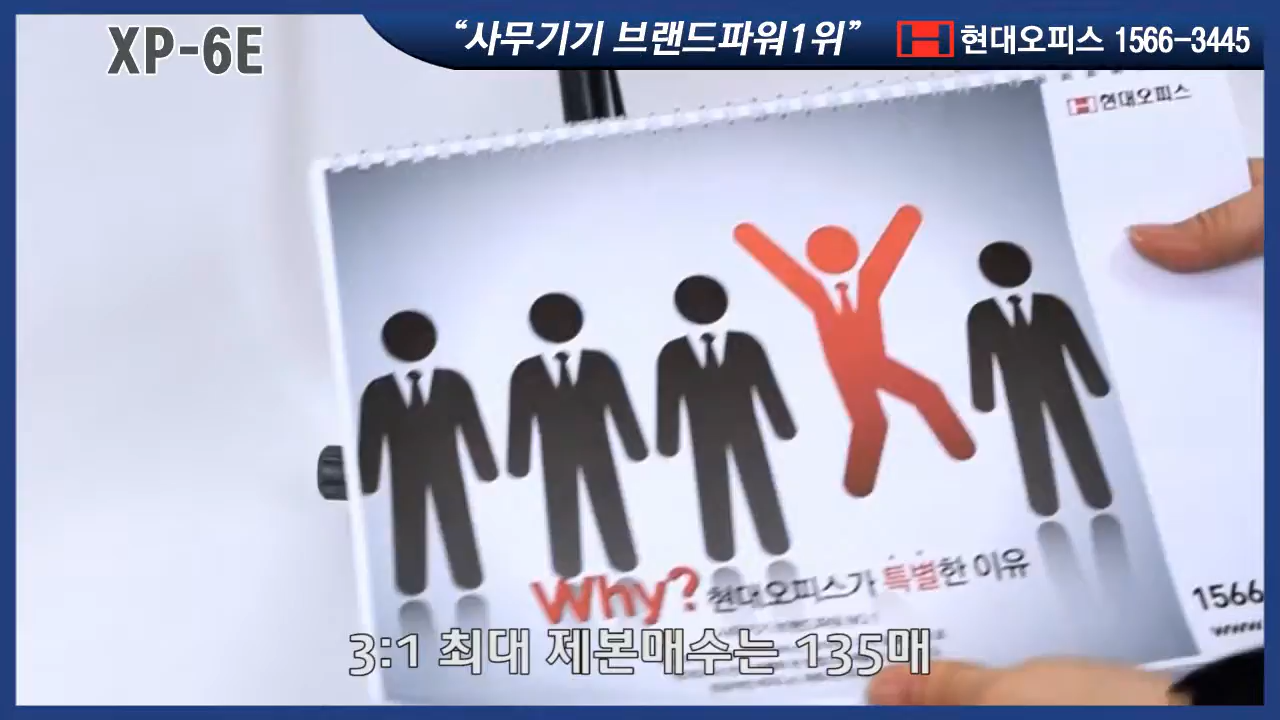 XP-6E
“사무기기 브랜드파워1위”
현대오피스 1566-3445
현대오피스
Why? 현대오피스가 특별한 이유
1566
www.
3:1 최대 제본매수는 135매